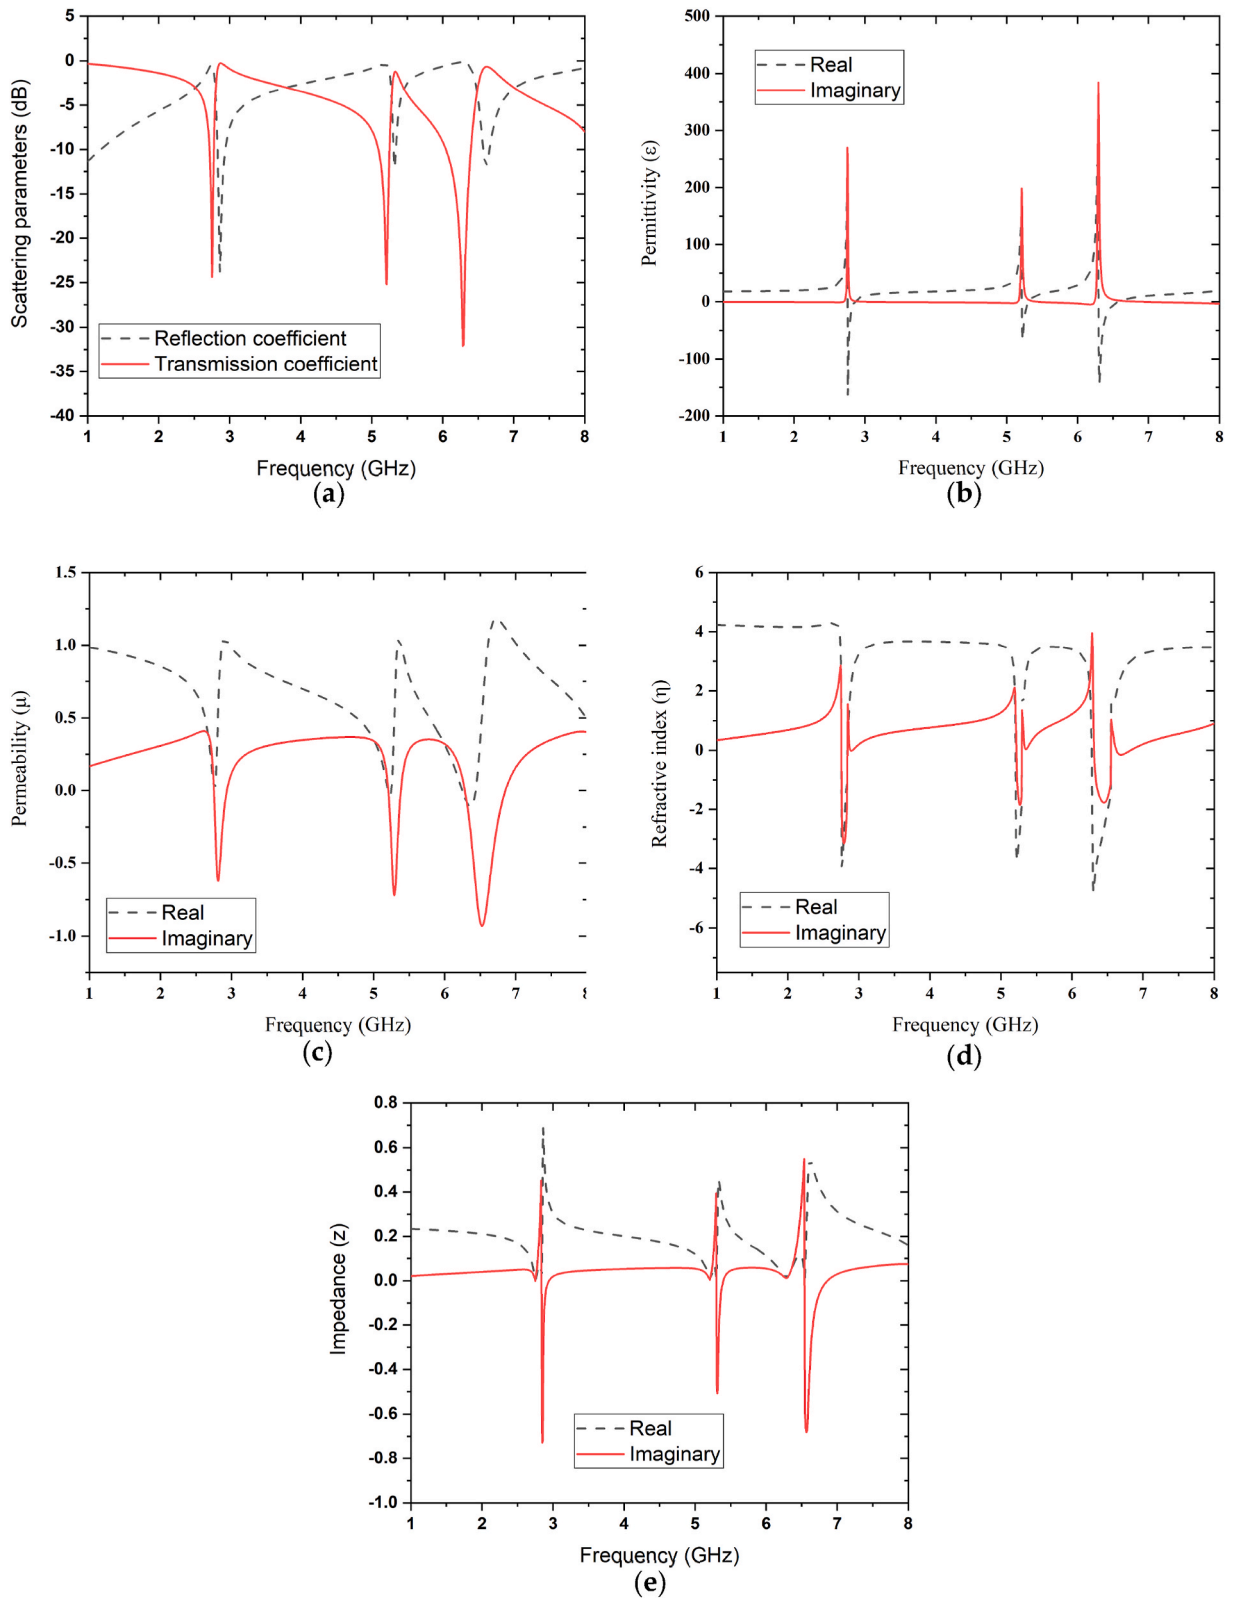 5
0
-5
-10
-15
-20
-25
-30
-35
-40
Scattering parameters (dB)
Reflection coefficient
Transmission coefficient
1 2 3 4 5 6 7 8
Frequency (GHz)
(a)
500
400
300
200
100
0
-100
-200
Permittivity (ε)
Real
Imaginary
1 2 3 4 5 6 7 8
Frequency (GHz)
(b)
1.5
1.0
0.5
0.0
-0.5
-1.0
Permeability (μ)
Real
Imaginary
1 2 3 4 5 6 7 8
Frequency (GHz)
(c)
6
4
2
0
-2
-4
-6
Refractive index (η)
Real
Imaginary
1 2 3 4 5 6 7 8
Frequency (GHz)
(d)
0.8
0.6
0.4
0.2
0.0
-0.2
-0.4
-0.6
-0.8
-1.0
Impedance (z)
Real
Imaginary
1 2 3 4 5 6 7 8
Frequency (GHz)
(e)